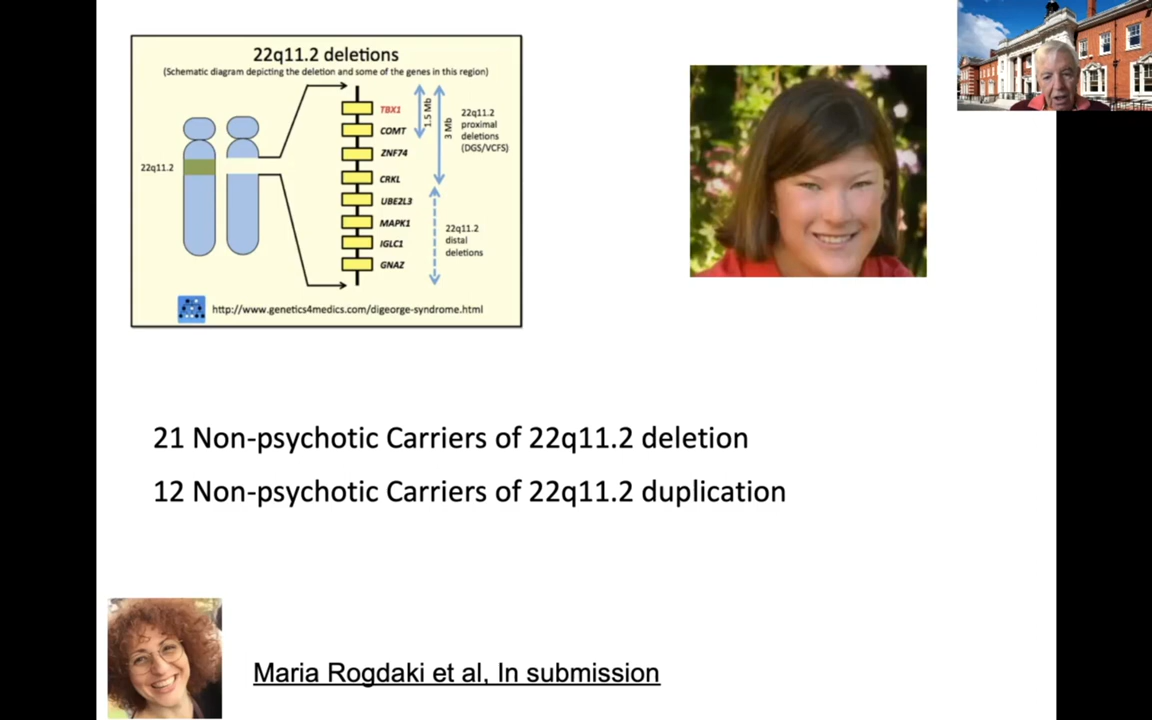 22q11.2 deletions
(Schematic diagram depicting the deletion and some of the genes in this region)
22q11.2
TBX1
COMT
ZNF74
CRKL
UBE2L3
MAPK1
IGLC1
GNAZ
1.5 Mb
3 Mb
22q11.2
proximal
deletions
(DGS/VCFS)
22q11.2
distal
deletions
http://www.genetics4medics.com/digeorge-syndrome.html
21 Non-psychotic Carriers of 22q11.2 deletion
12 Non-psychotic Carriers of 22q11.2 duplication
Maria Rogdaki et al, In submission